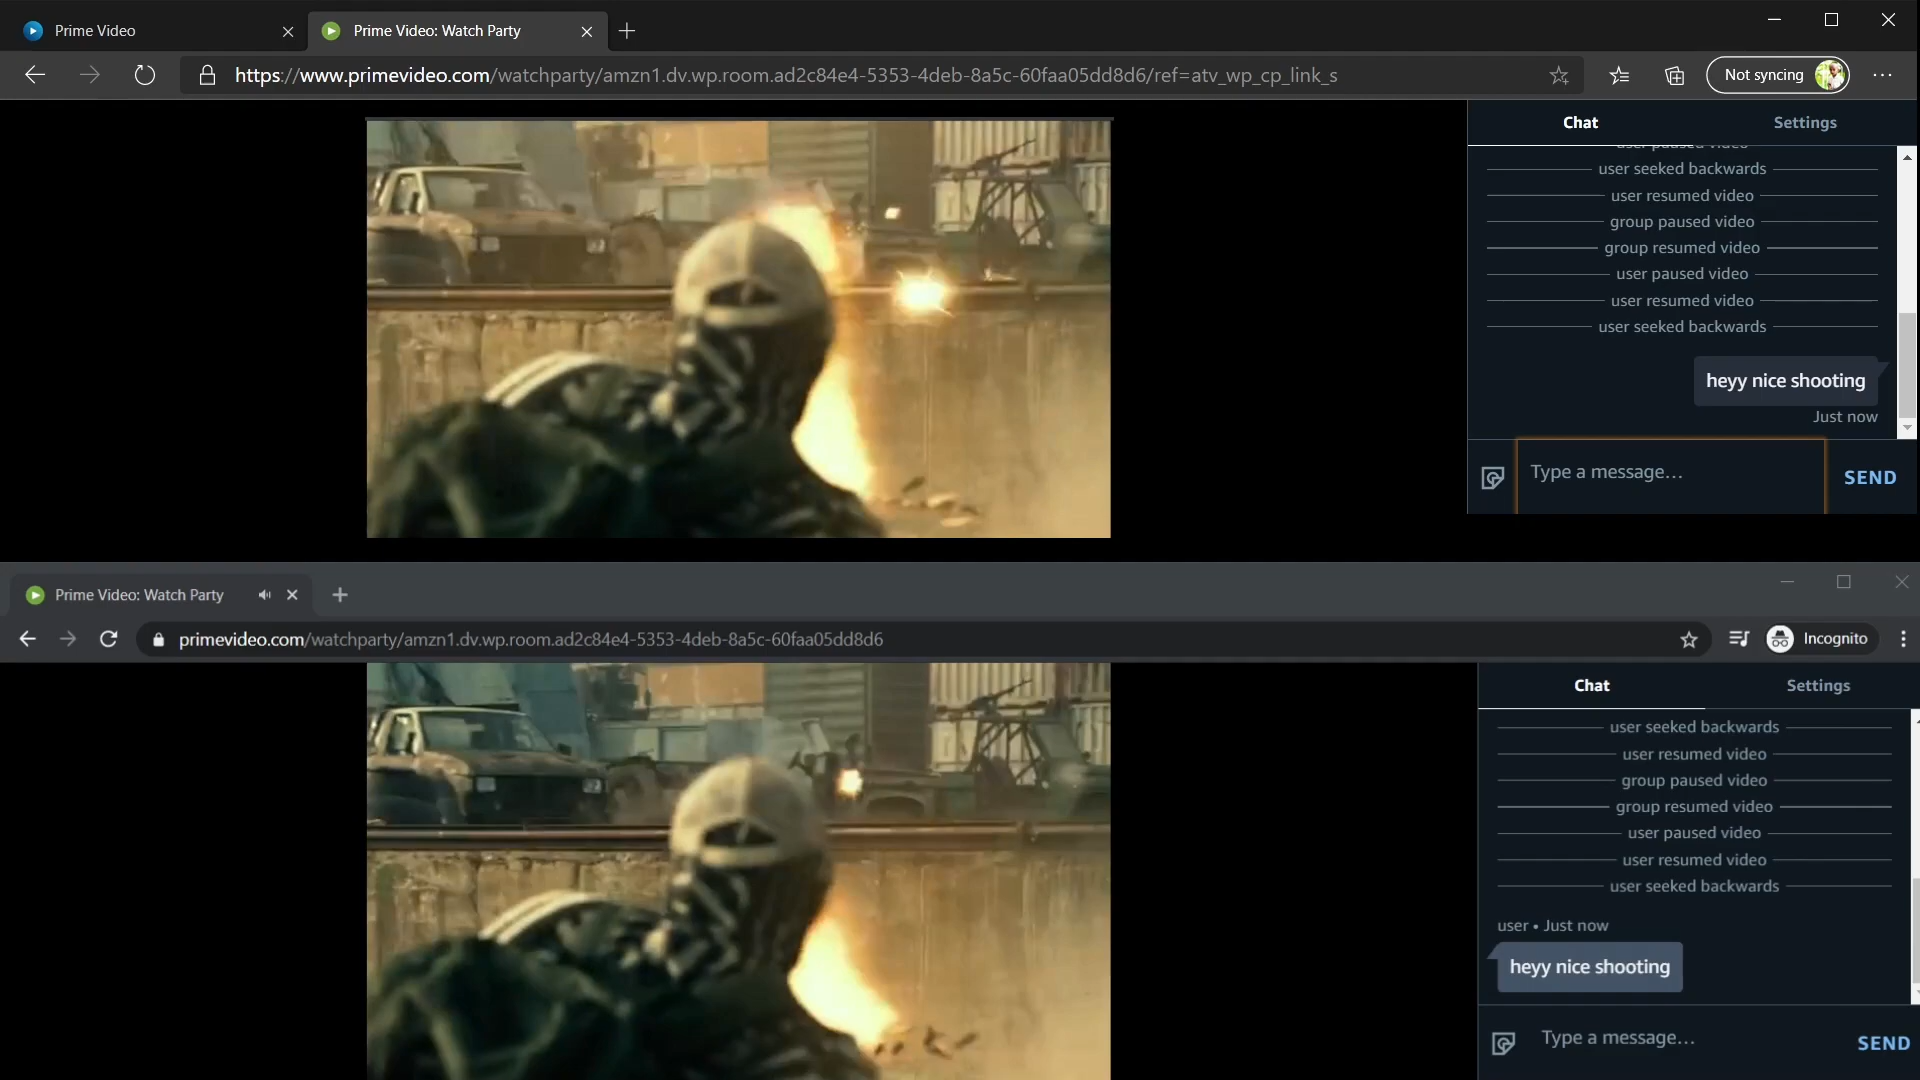 Prime Video
Prime Video: Watch Party
https://www.primevideo.com/watchparty/amzn1.dv.wp.room.ad2c84e4-5353-4deb-8a5c-60faa05dd8d6/ref=atv_wp_cp_link_s
Not syncing
Chat
Settings
user paused video
user seeked backwards
user resumed video
group paused video
group resumed video
user paused video
user resumed video
user seeked backwards
heyy nice shooting
Just now
Type a message...
SEND
Prime Video: Watch Party
primevideo.com/watchparty/amzn1.dv.wp.room.ad2c84e4-5353-4deb-8a5c-60faa05dd8d6
Incognito
Chat
Settings
user seeked backwards
user resumed video
group paused video
group resumed video
user paused video
user resumed video
user seeked backwards
user • Just now
heyy nice shooting
Type a message...
SEND